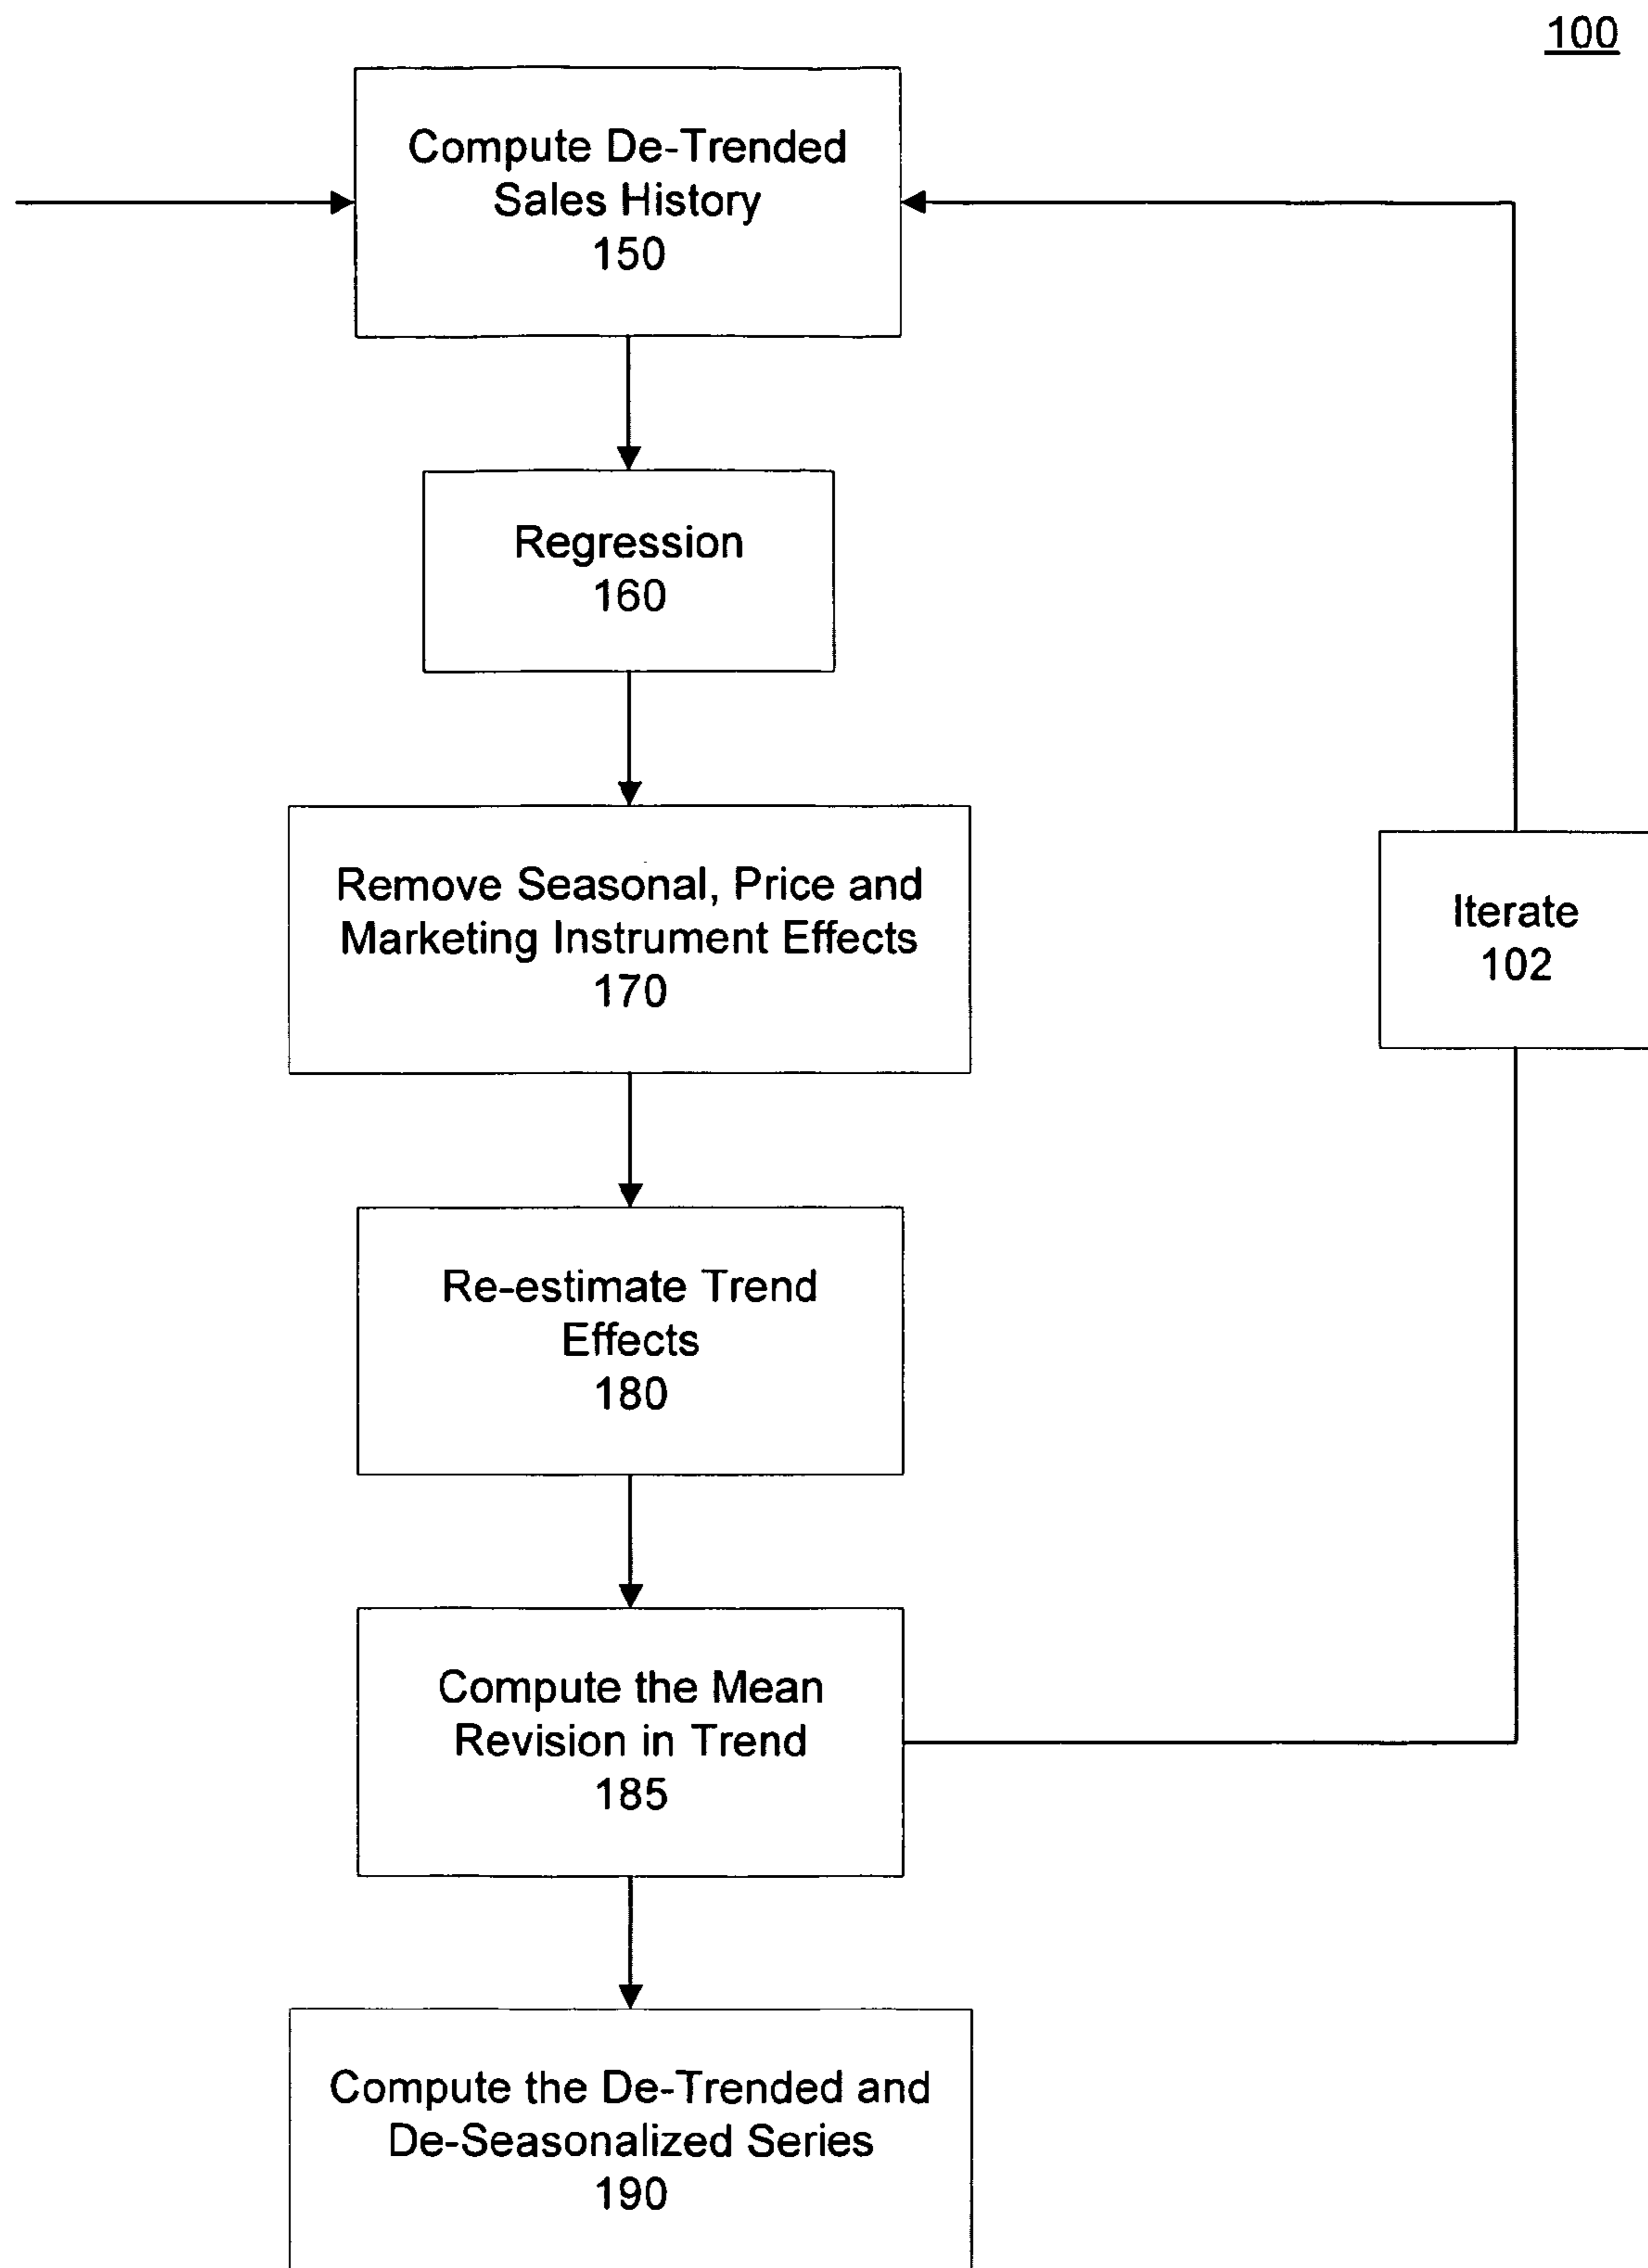 100
Compute De-Trended
Sales History
150
Regression
160
Remove Seasonal, Price and
Marketing Instrument Effects
170
Iterate
102
Re-estimate Trend
Effects
180
Compute the Mean
Revision in Trend
185
Compute the De-Trended and
De-Seasonalized Series
190